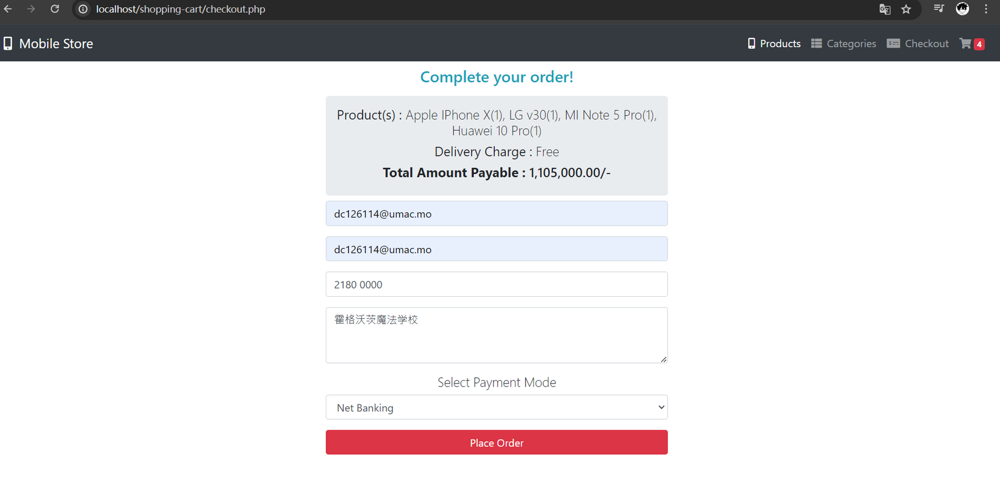 localhost/shopping-cart/checkout.php
Mobile Store
Products Categories Checkout 4
Complete your order!
Product(s) : Apple IPhone X(1), LG v30(1), MI Note 5 Pro(1),
Huawei 10 Pro(1)
Delivery Charge : Free
Total Amount Payable : 1,105,000.00/-
dc126114@umac.mo
dc126114@umac.mo
2180 0000
霍格沃茨魔法学校
Select Payment Mode
Net Banking
Place Order